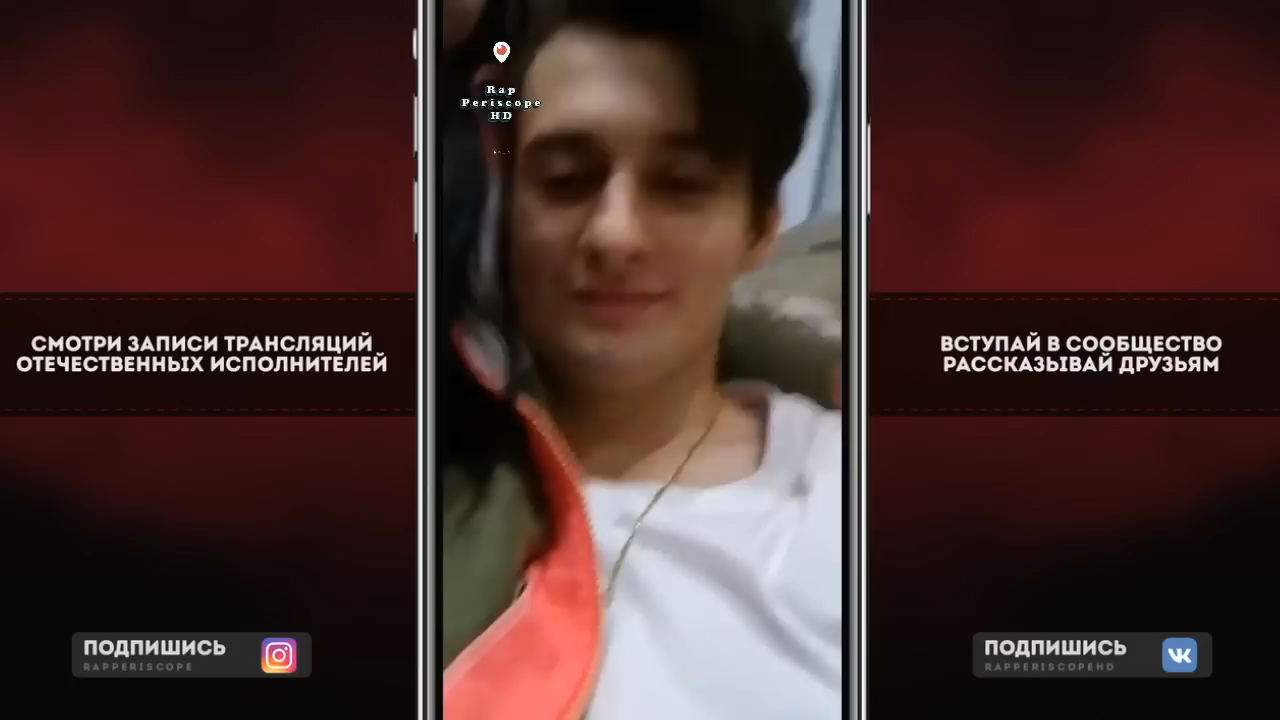 Rap
Periscope
HD
СМОТРИ ЗАПИСИ ТРАНСЛЯЦИЙ
ОТЕЧЕСТВЕННЫХ ИСПОЛНИТЕЛЕЙ
ВСТУПАЙ В СООБЩЕСТВО
РАССКАЗЫВАЙ ДРУЗЬЯМ
ПОДПИШИСЬ
RAPPERISCOPE
ПОДПИШИСЬ
RAPPERISCOPEHD